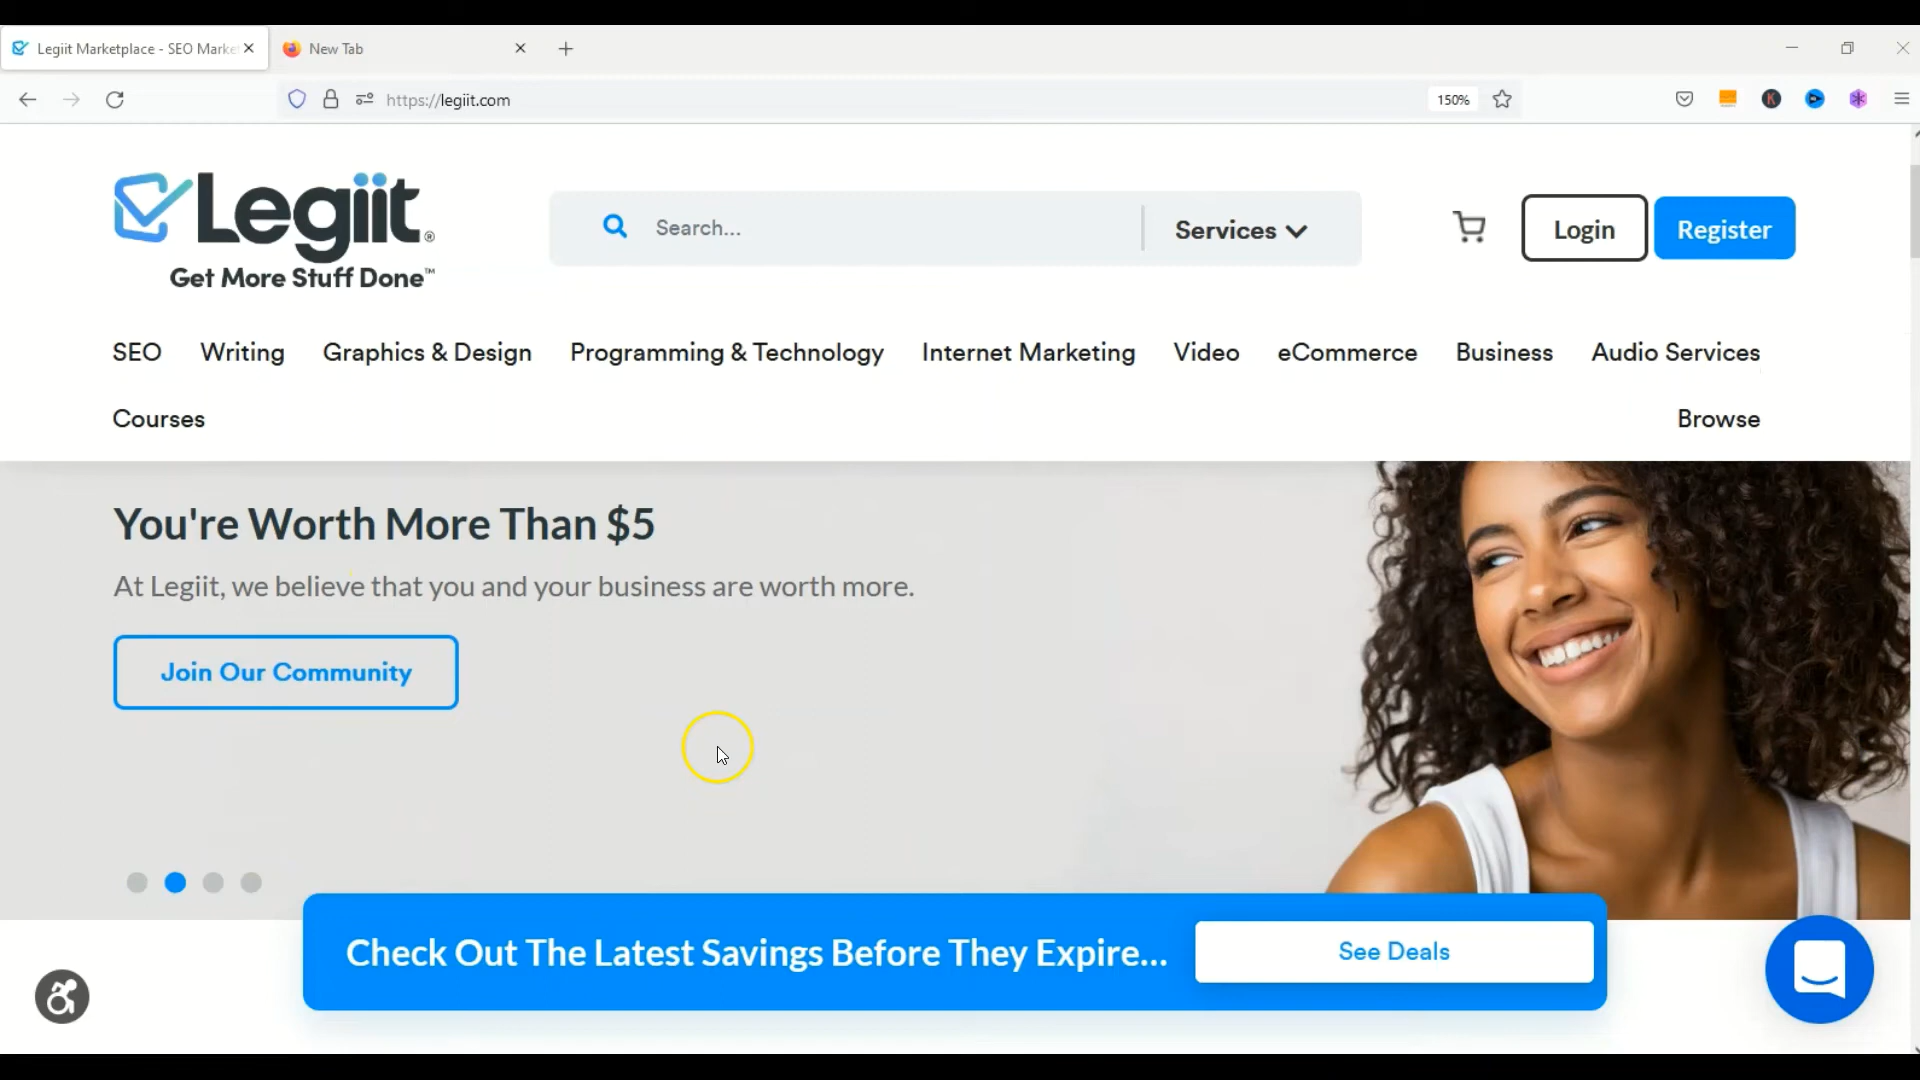 Legiit Marketplace - SEO Marke
New Tab
https://legiit.com
150%
K
Legiit®
Get More Stuff Done™
Search...
Services
Login
Register
SEO
Writing
Graphics & Design
Programming & Technology
Internet Marketing
Video
eCommerce
Business
Audio Services
Courses
Browse
You're Worth More Than $5
At Legiit, we believe that you and your business are worth more.
Join Our Community
Check Out The Latest Savings Before They Expire...
See Deals